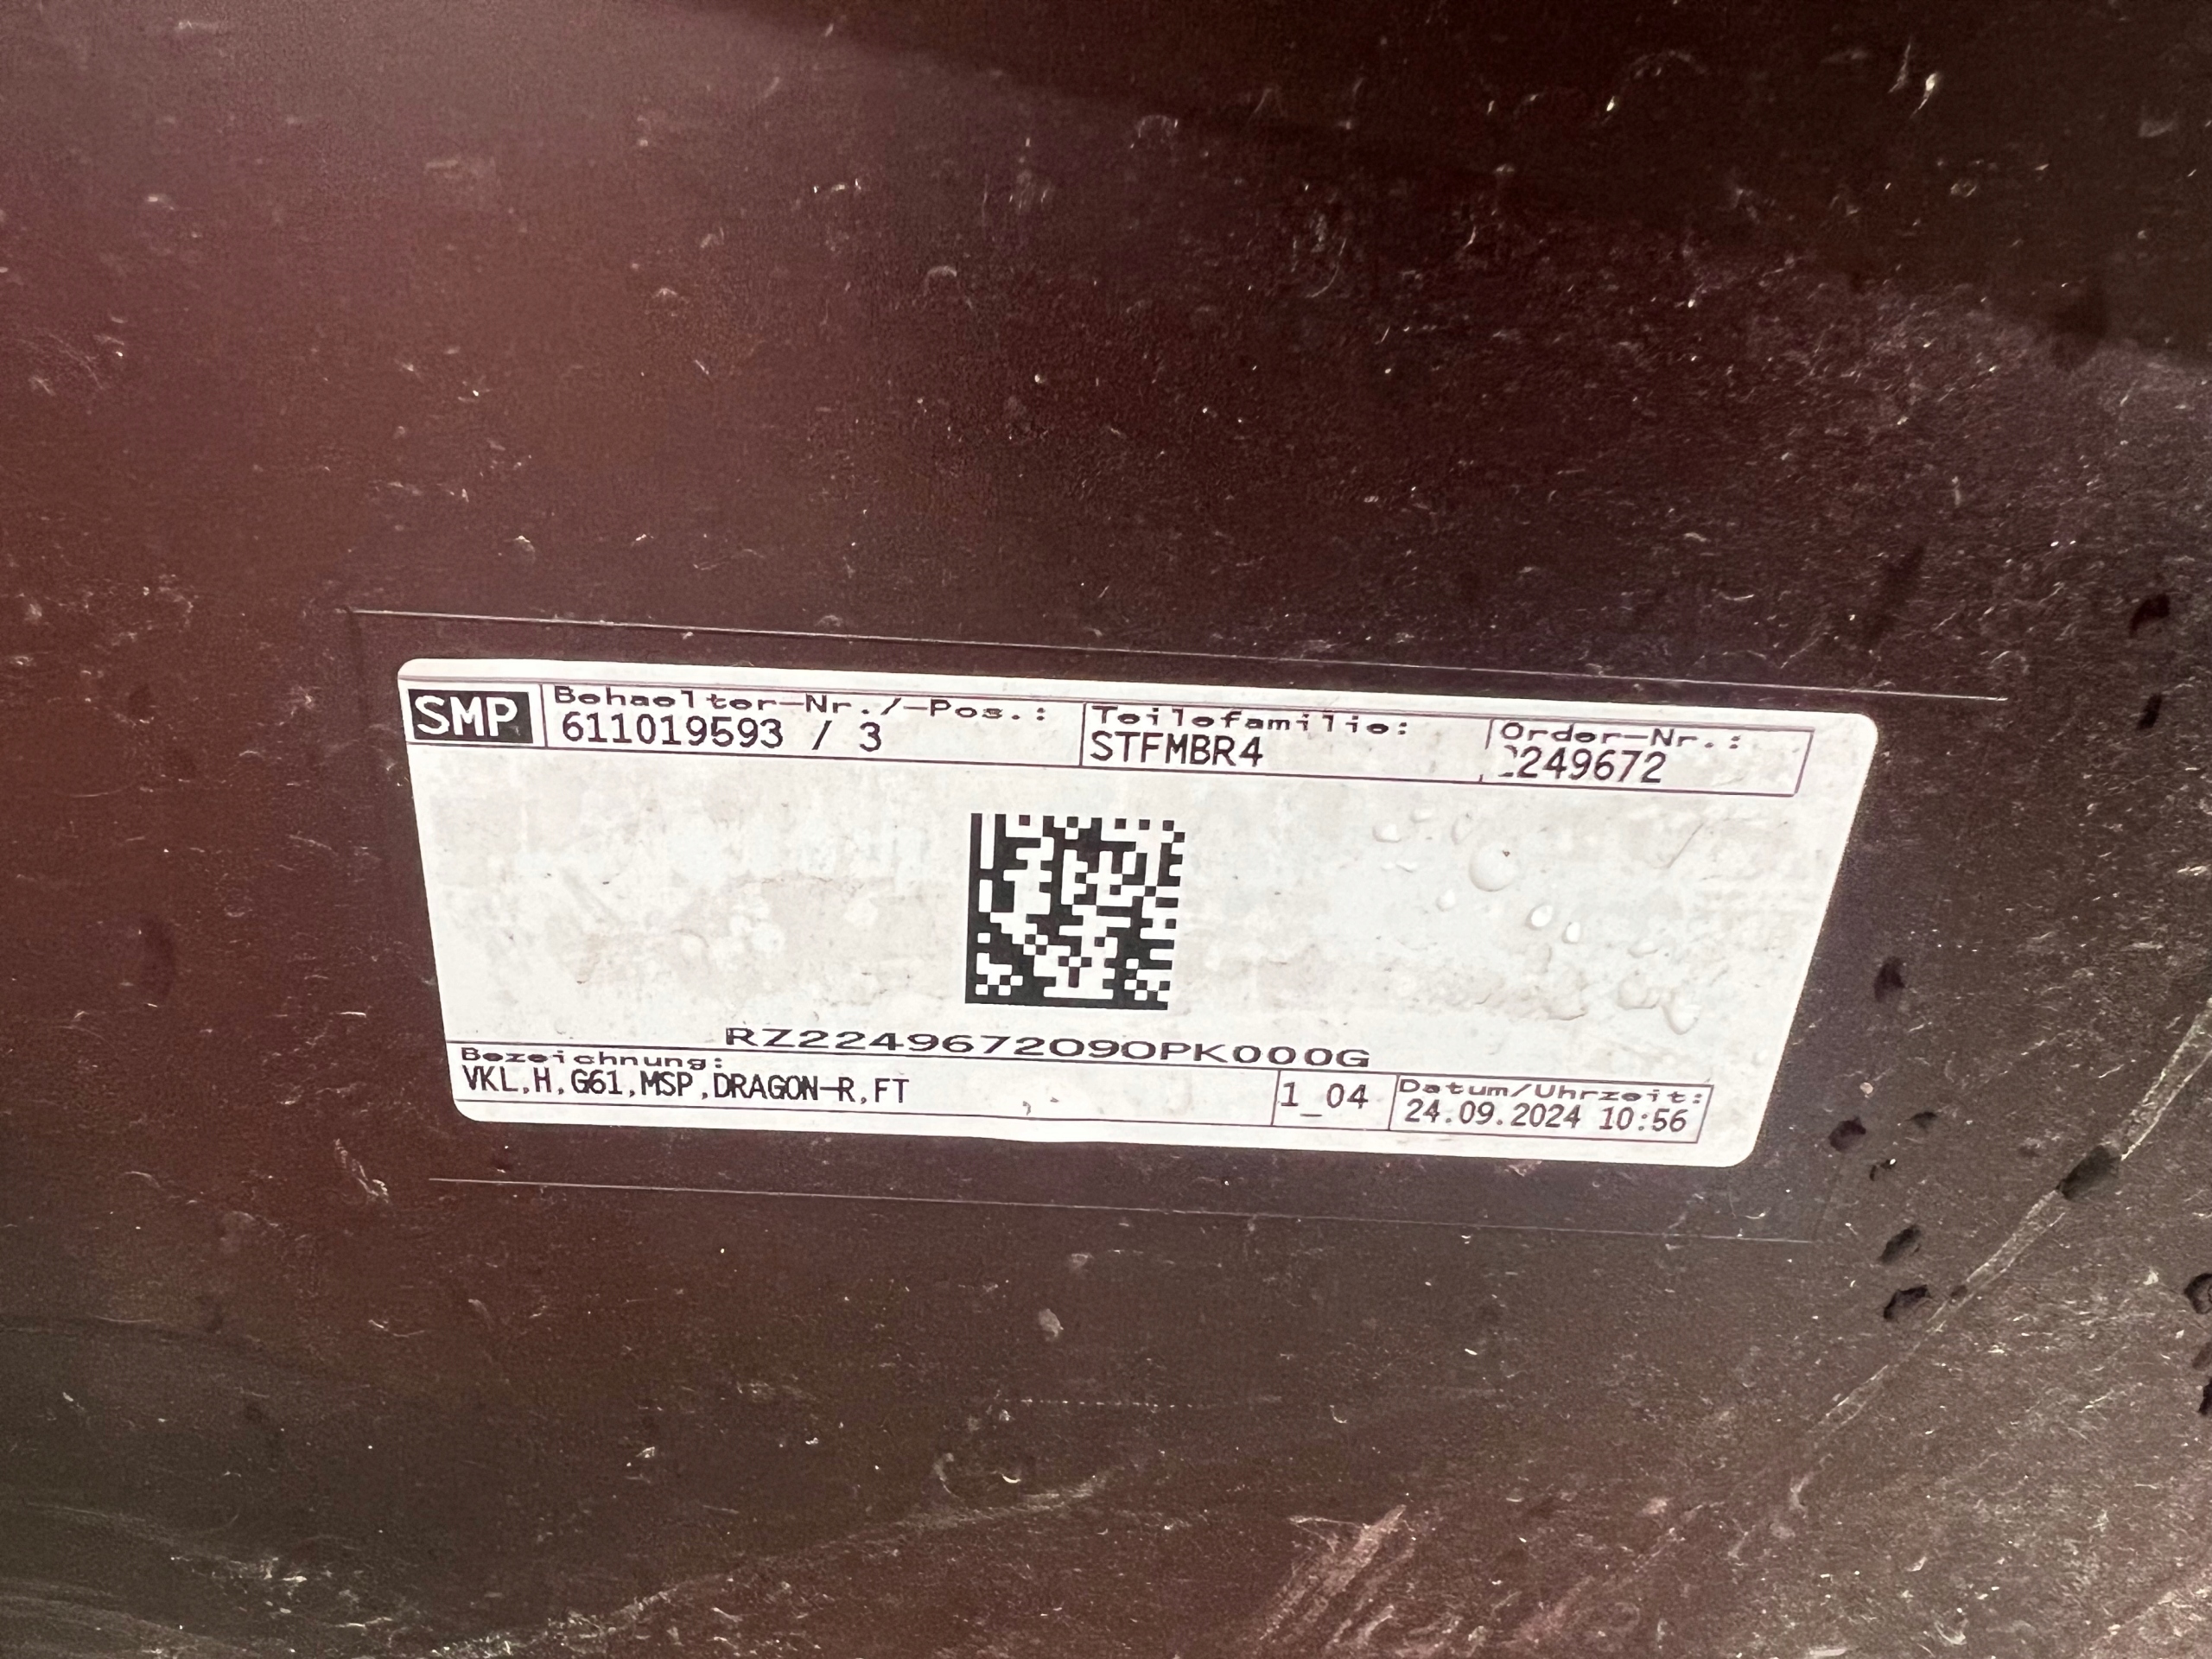 SMP
Behaelter-Nr./-Pos.: Teilefamilie: Order-Nr.:
611019593 / 3 STFMBR4 2249672
RZ2249672090PK000G
Bezeichnung:
VKL,H,G61,MSP,DRAGON-R,FT 1_04
Datum/Uhrzeit:
24.09.2024 10:56